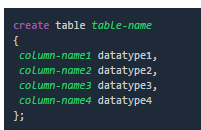 create table table-name
{
column-name1 datatype1,
column-name2 datatype2,
column-name3 datatype3,
column-name4 datatype4
};